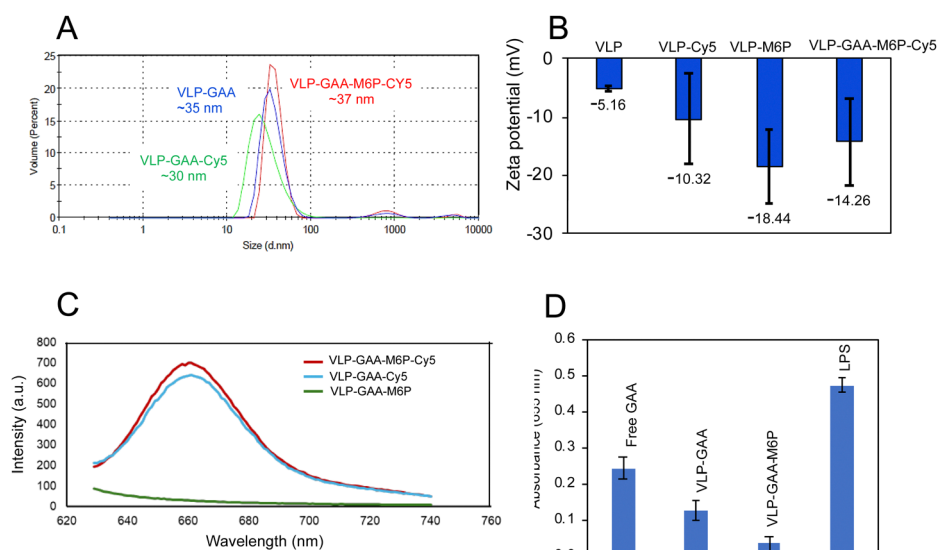 A
25
20
15
10
5
0
0.1
1
10
100
1000
10000
Volume (Percent)
Size (d.nm)
VLP-GAA
~35 nm
VLP-GAA-M6P-CY5
~37 nm
VLP-GAA-Cy5
~30 nm
B
VLP
VLP-Cy5
VLP-M6P
VLP-GAA-M6P-Cy5
Zeta potential (mV)
0
-10
-20
-30
−5.16
−10.32
−18.44
−14.26
C
800
700
600
500
400
300
200
100
0
620
640
660
680
700
720
740
760
Intensity (a.u.)
Wavelength (nm)
VLP-GAA-M6P-Cy5
VLP-GAA-Cy5
VLP-GAA-M6P
D
0.6
0.5
0.4
0.3
0.2
0.1
Absorbance
Free GAA
VLP-GAA
VLP-GAA-M6P
LPS